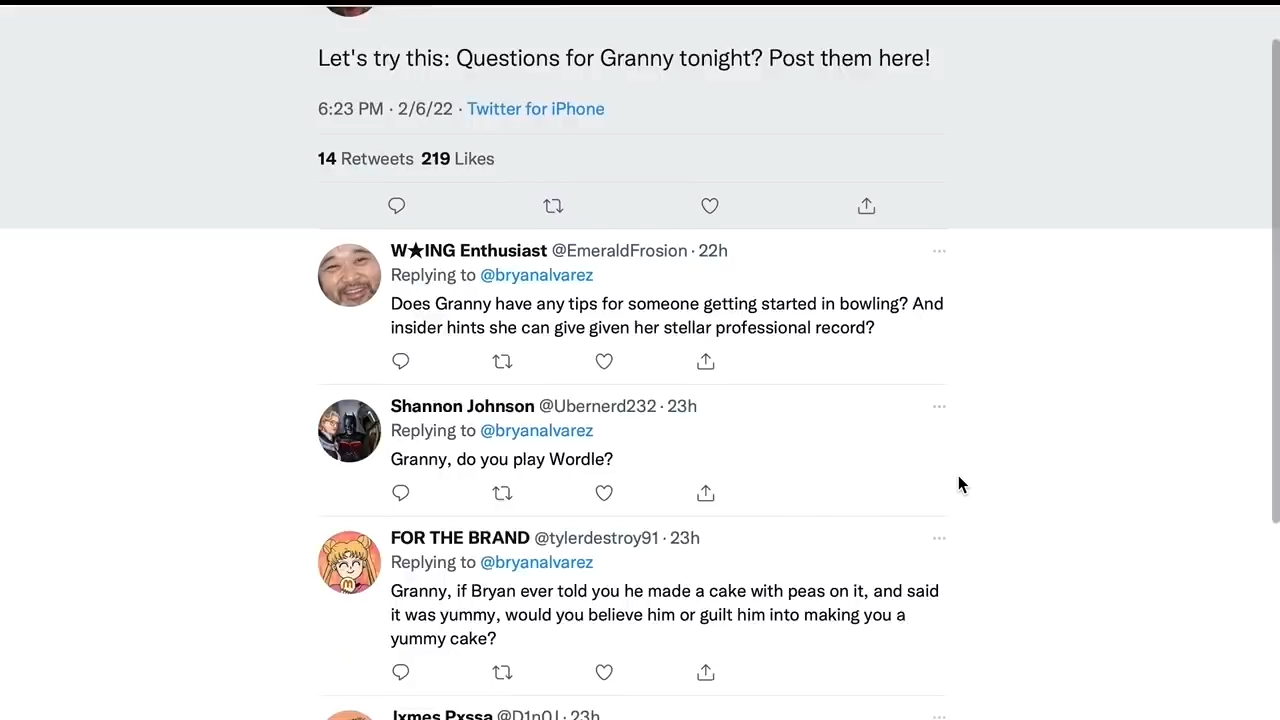 Let's try this: Questions for Granny tonight? Post them here!
6:23 PM · 2/6/22 · Twitter for iPhone
14 Retweets 219 Likes
W★ING Enthusiast @EmeraldFrosion · 22h
Replying to @bryanalvarez
Does Granny have any tips for someone getting started in bowling? And
insider hints she can give given her stellar professional record?
Shannon Johnson @Ubernerd232 · 23h
Replying to @bryanalvarez
Granny, do you play Wordle?
FOR THE BRAND @tylerdestroy91 · 23h
Replying to @bryanalvarez
Granny, if Bryan ever told you he made a cake with peas on it, and said
it was yummy, would you believe him or guilt him into making you a
yummy cake?
Jxmes Pxssa · 23h